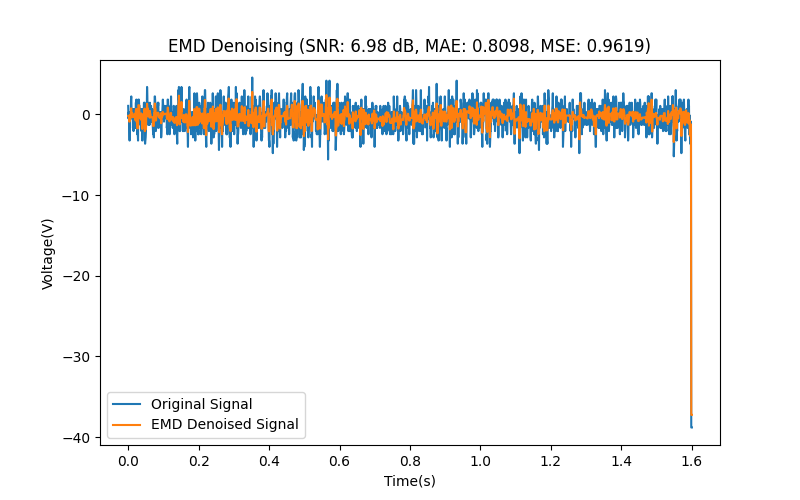 EMD Denoising (SNR: 6.98 dB, MAE: 0.8098, MSE: 0.9619)
Voltage(V)
0
−10
−20
−30
−40
Original Signal
EMD Denoised Signal
0.0 0.2 0.4 0.6 0.8 1.0 1.2 1.4 1.6
Time(s)